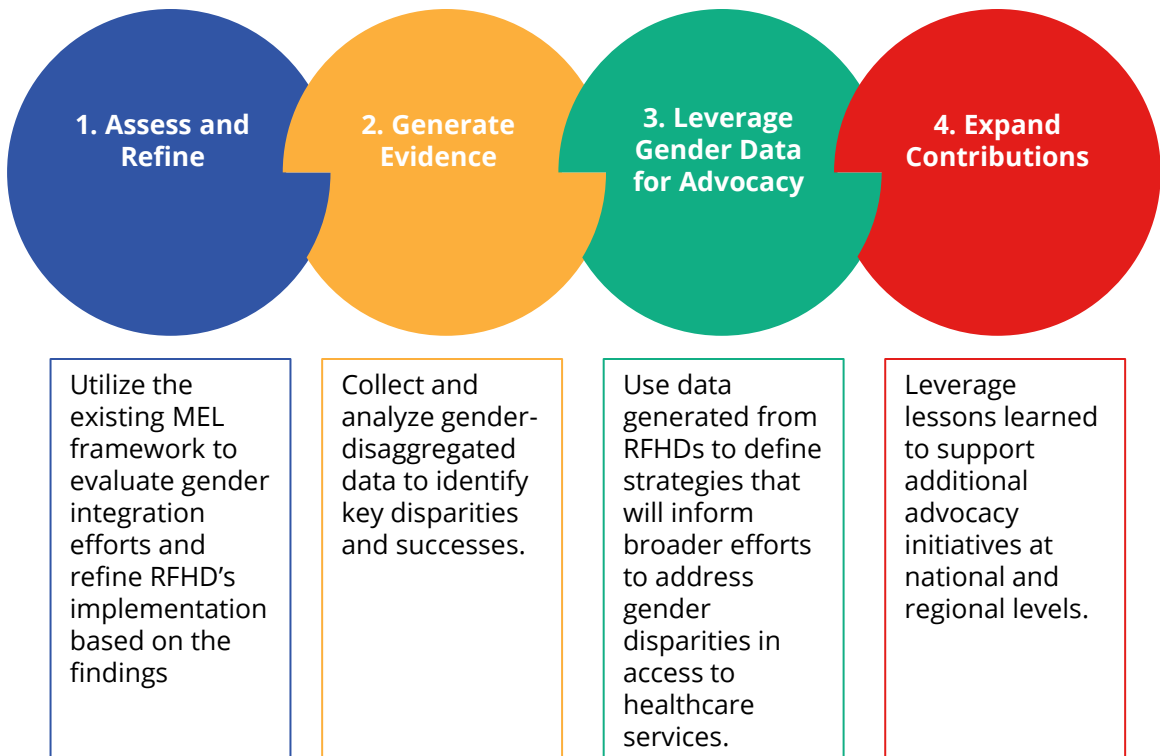 1. Assess and
Refine
2. Generate
Evidence
3. Leverage
Gender Data
for Advocacy
4. Expand
Contributions
Utilize the
existing MEL
framework to
evaluate gender
integration
efforts and
refine RFHD’s
implementation
based on the
findings
Collect and
analyze gender-
disaggregated
data to identify
key disparities
and successes.
Use data
generated from
RFHDs to define
strategies that
will inform
broader efforts
to address
gender
disparities in
access to
healthcare
services.
Leverage
lessons learned
to support
additional
advocacy
initiatives at
national and
regional levels.